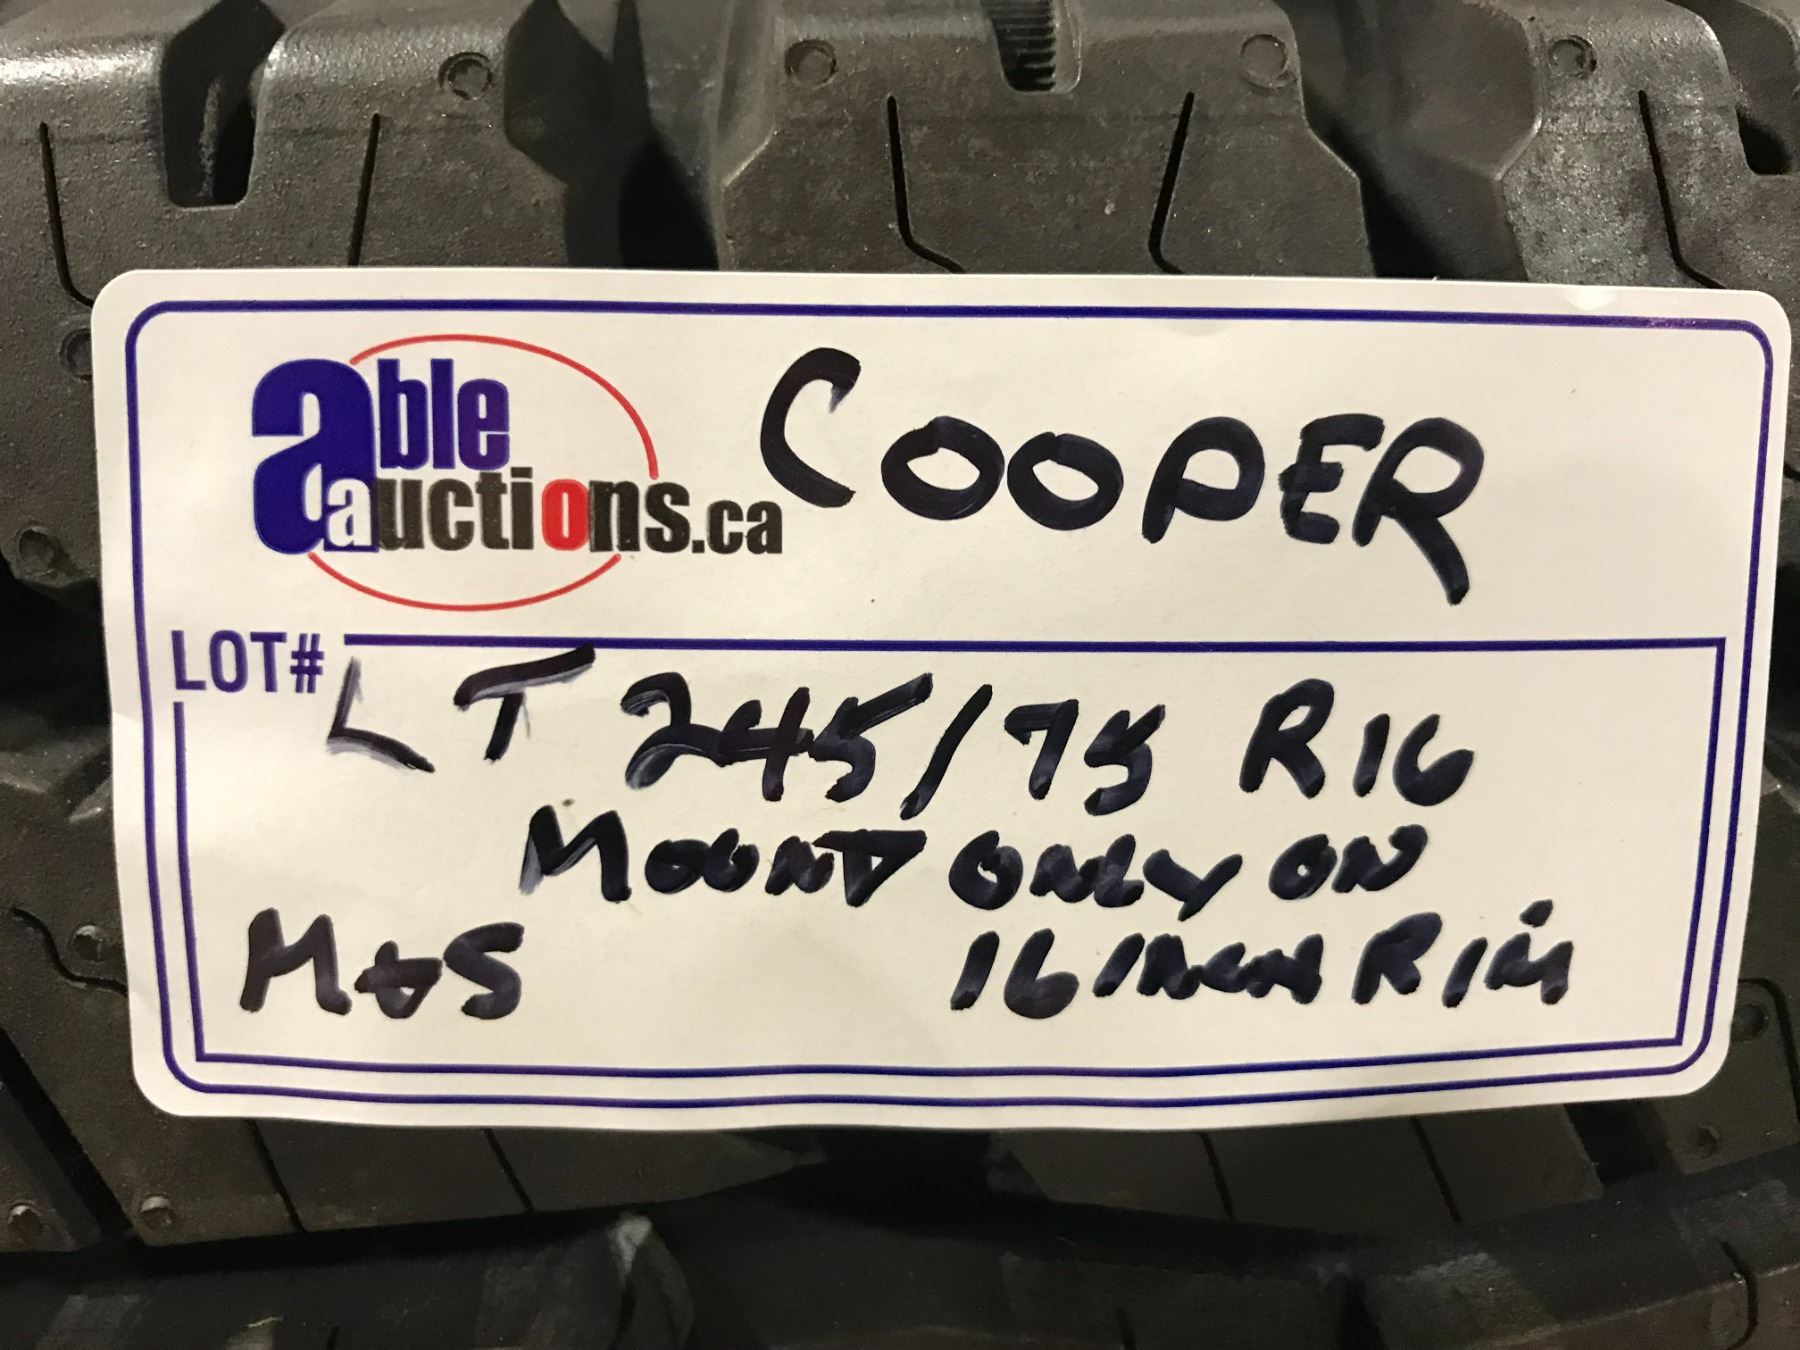 able
auctions.ca
COOPER
LOT#
LT 245/75 R16
MOUNT ONLY ON
M&S 16 INCH RIM